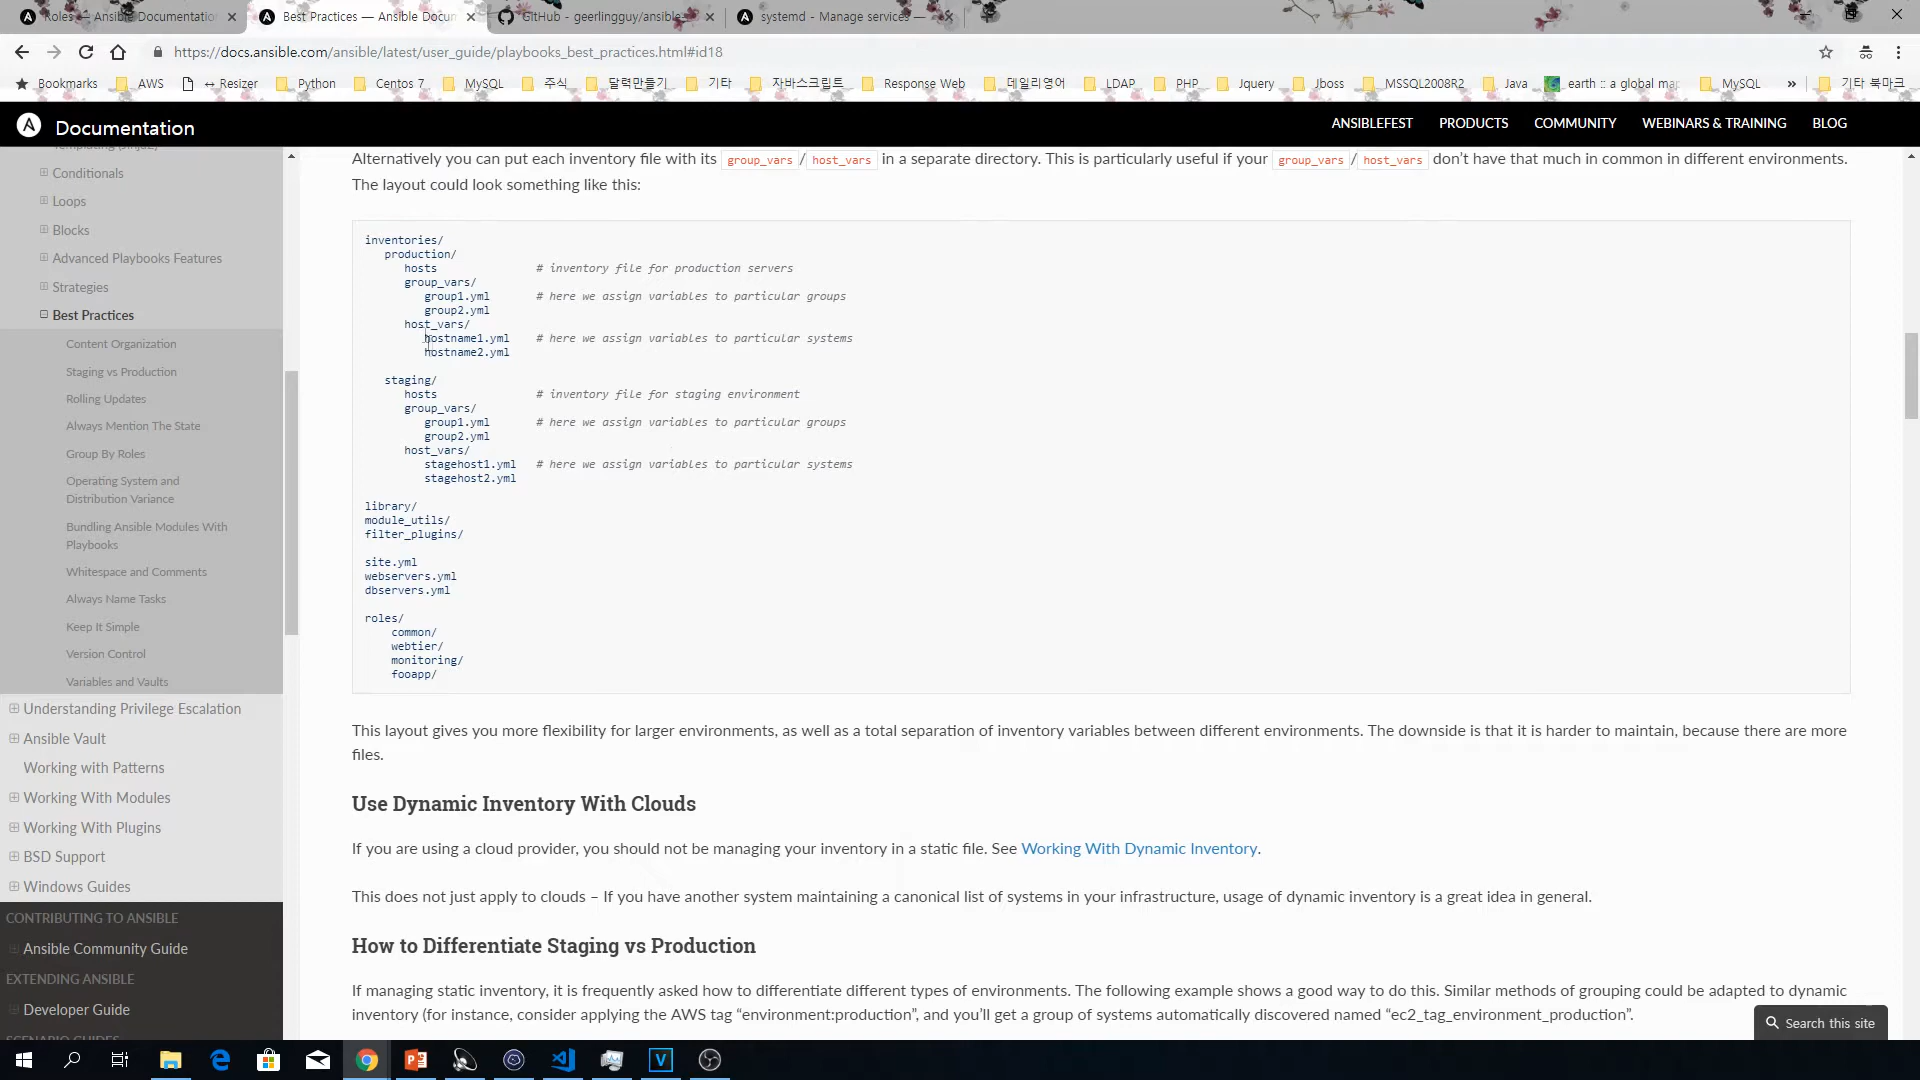 Roles — Ansible Documentation
Best Practices — Ansible Docum
GitHub - geerlingguy/ansible-
systemd - Manage services —
https://docs.ansible.com/ansible/latest/user_guide/playbooks_best_practices.html#id18
Bookmarks AWS ↔ Resizer Python Centos 7 MySQL 주식 달력만들기 기타 자바스크립트 Response Web 데일리영어 LDAP PHP Jquery Jboss MSSQL2008R2 Java earth :: a global ma MySQL » 기타 북마크
Documentation
ANSIBLEFEST PRODUCTS COMMUNITY WEBINARS & TRAINING BLOG
Templating (Jinja2)
Conditionals
Loops
Blocks
Advanced Playbooks Features
Strategies
Best Practices
Content Organization
Staging vs Production
Rolling Updates
Always Mention The State
Group By Roles
Operating System and
Distribution Variance
Bundling Ansible Modules With
Playbooks
Whitespace and Comments
Always Name Tasks
Keep It Simple
Version Control
Variables and Vaults
Understanding Privilege Escalation
Ansible Vault
Working with Patterns
Working With Modules
Working With Plugins
BSD Support
Windows Guides
CONTRIBUTING TO ANSIBLE
Ansible Community Guide
EXTENDING ANSIBLE
Developer Guide
SCENARIO GUIDES
Alternatively you can put each inventory file with its group_vars / host_vars in a separate directory. This is particularly useful if your group_vars / host_vars don’t have that much in common in different environments.
The layout could look something like this:
inventories/
production/
hosts # inventory file for production servers
group_vars/
group1.yml # here we assign variables to particular groups
group2.yml
host_vars/
hostname1.yml # here we assign variables to particular systems
hostname2.yml
staging/
hosts # inventory file for staging environment
group_vars/
group1.yml # here we assign variables to particular groups
group2.yml
host_vars/
stagehost1.yml # here we assign variables to particular systems
stagehost2.yml
library/
module_utils/
filter_plugins/
site.yml
webservers.yml
dbservers.yml
roles/
common/
webtier/
monitoring/
fooapp/
This layout gives you more flexibility for larger environments, as well as a total separation of inventory variables between different environments. The downside is that it is harder to maintain, because there are more
files.
Use Dynamic Inventory With Clouds
If you are using a cloud provider, you should not be managing your inventory in a static file. See Working With Dynamic Inventory.
This does not just apply to clouds – If you have another system maintaining a canonical list of systems in your infrastructure, usage of dynamic inventory is a great idea in general.
How to Differentiate Staging vs Production
If managing static inventory, it is frequently asked how to differentiate different types of environments. The following example shows a good way to do this. Similar methods of grouping could be adapted to dynamic
inventory (for instance, consider applying the AWS tag “environment:production”, and you’ll get a group of systems automatically discovered named “ec2_tag_environment_production”.
Search this site